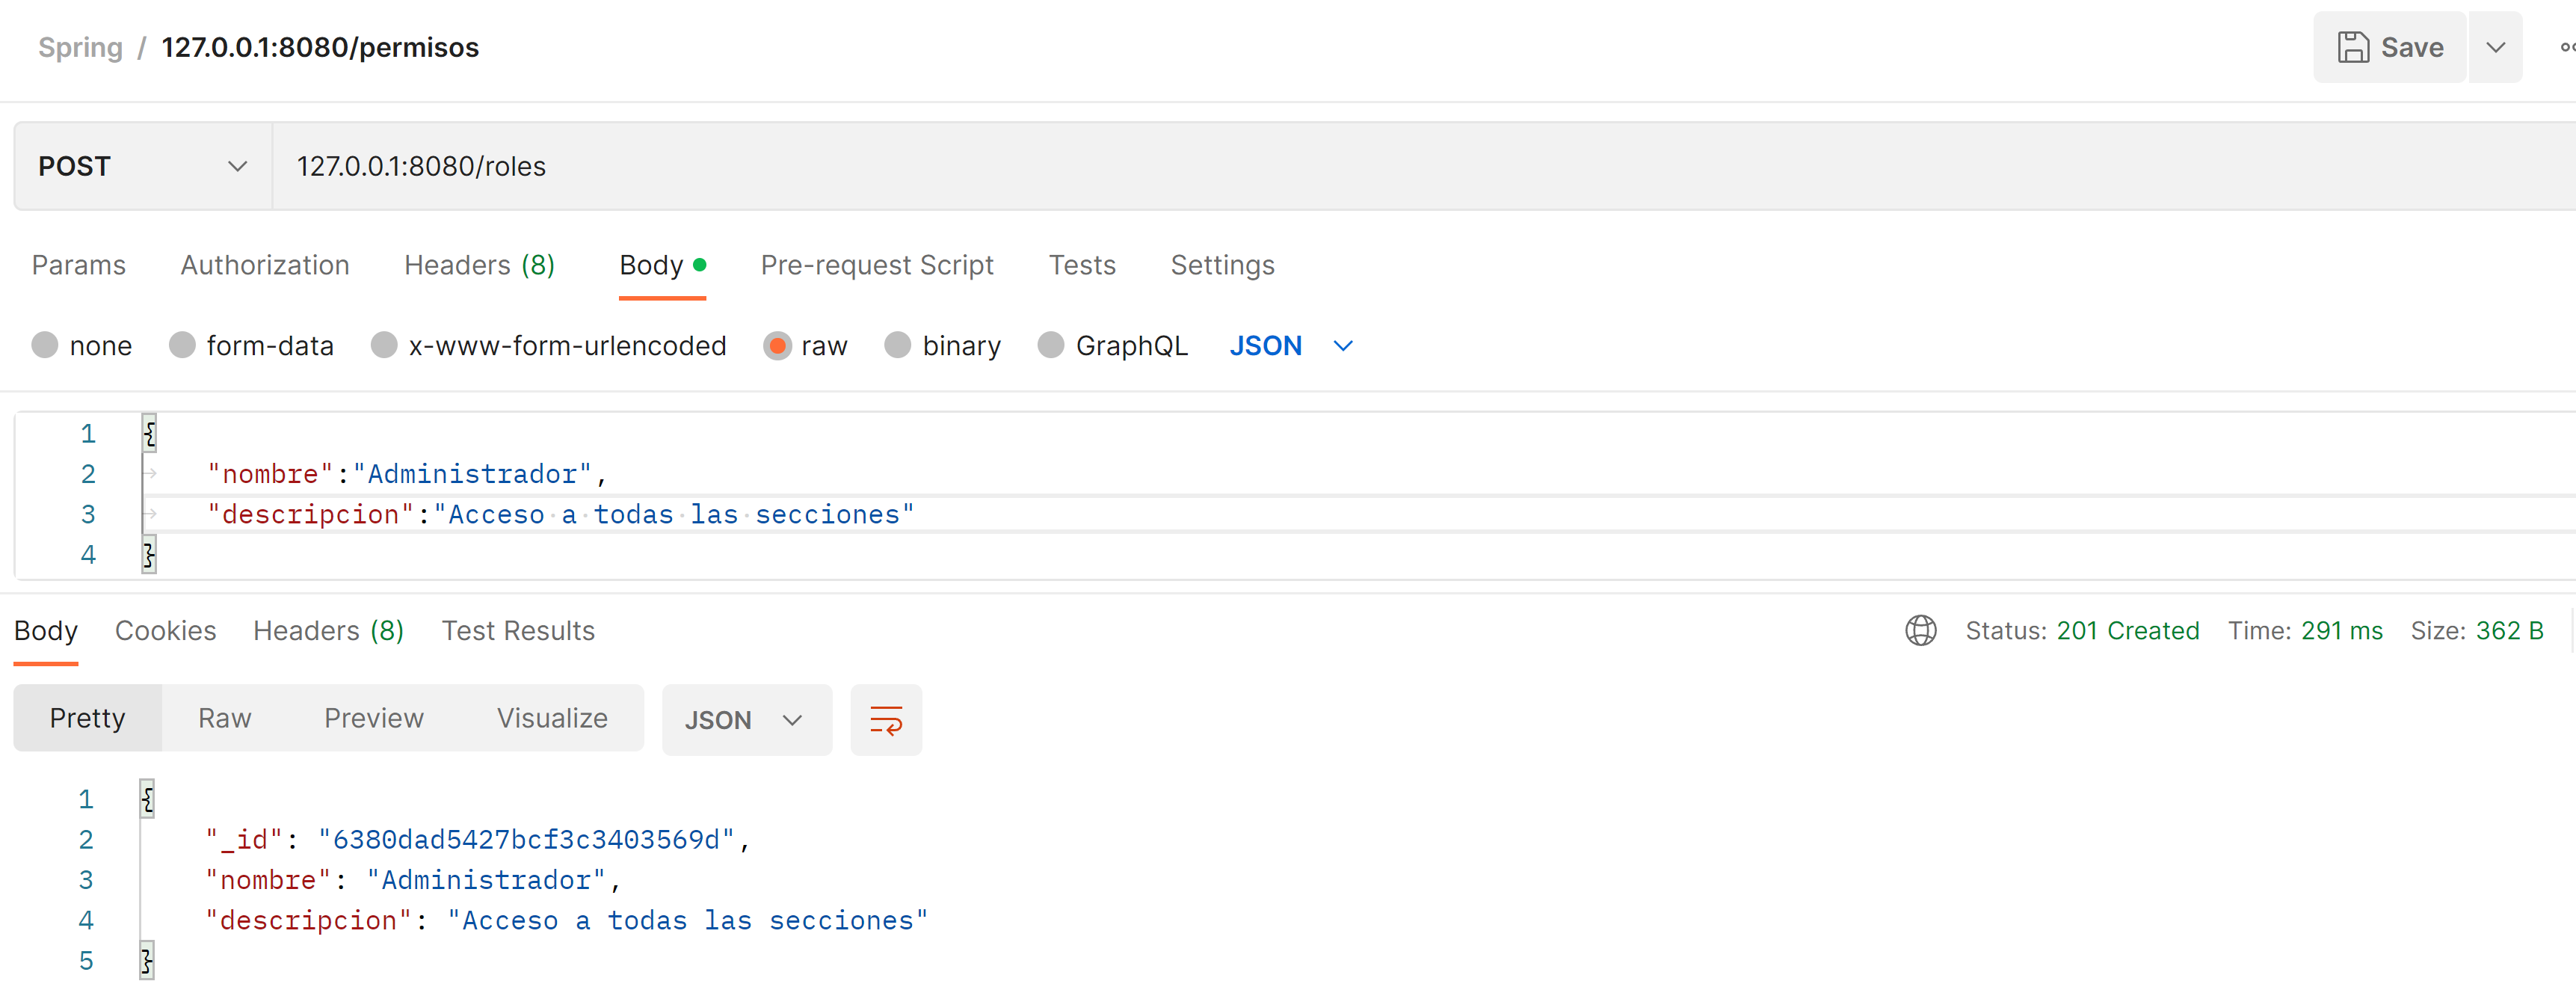 Spring / 127.0.0.1:8080/permisos Save
POST 127.0.0.1:8080/roles
Params Authorization Headers (8) Body Pre-request Script Tests Settings
none form-data x-www-form-urlencoded raw binary GraphQL JSON
1 {
2 "nombre":"Administrador",
3 "descripcion":"Acceso a todas las secciones"
4 }
Body Cookies Headers (8) Test Results Status: 201 Created Time: 291 ms Size: 362 B
Pretty Raw Preview Visualize JSON
1 {
2 "_id": "6380dad5427bcf3c3403569d",
3 "nombre": "Administrador",
4 "descripcion": "Acceso a todas las secciones"
5 }